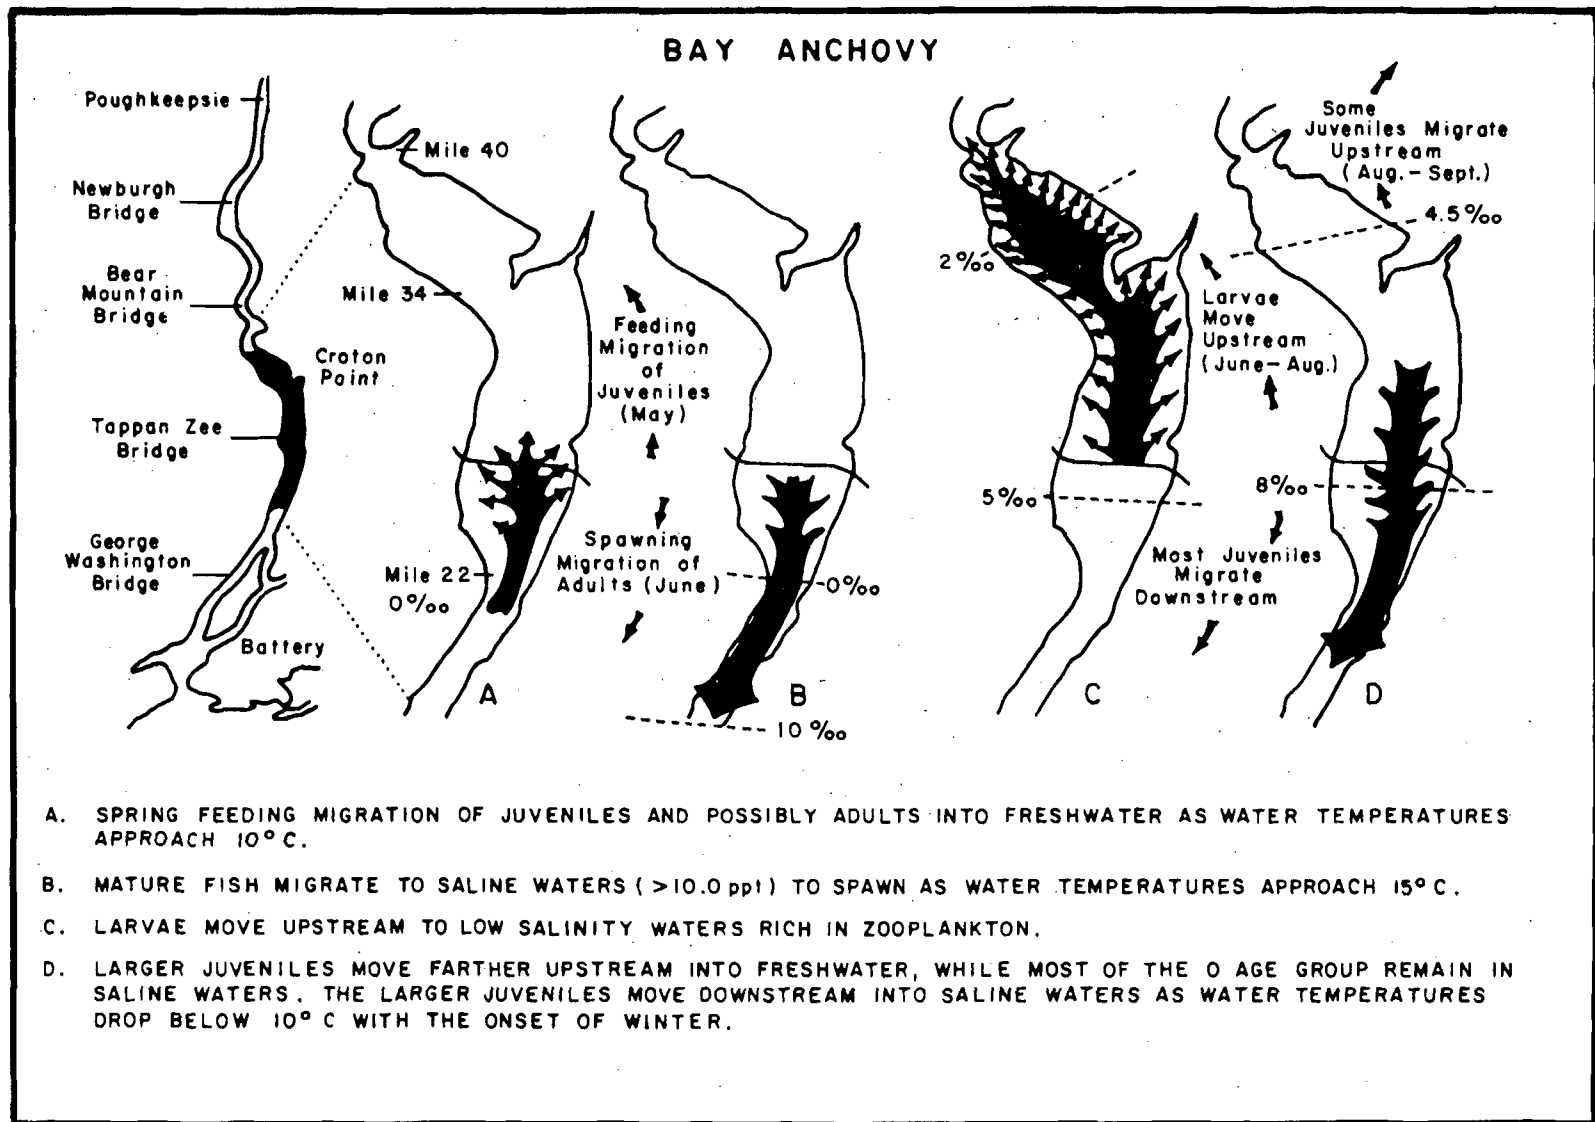 BAY ANCHOVY
Poughkeepsie
Newburgh
Bridge
Bear
Mountain
Bridge
Croton
Point
Tappan Zee
Bridge
George
Washington
Bridge
Battery
Mile 40
Mile 34
Mile 22
0‰
A
Feeding
Migration
of
Juveniles
(May)
Spawning
Migration of
Adults (June)
0‰
B
10‰
2‰
5‰
C
Larvae
Move
Upstream
(June-Aug.)
Most Juveniles
Migrate
Downstream
Some
Juveniles Migrate
Upstream
(Aug.-Sept.)
4.5‰
8‰
D
A. SPRING FEEDING MIGRATION OF JUVENILES AND POSSIBLY ADULTS INTO FRESHWATER AS WATER TEMPERATURES
APPROACH 10° C.
B. MATURE FISH MIGRATE TO SALINE WATERS (>10.0 ppt) TO SPAWN AS WATER TEMPERATURES APPROACH 15° C.
C. LARVAE MOVE UPSTREAM TO LOW SALINITY WATERS RICH IN ZOOPLANKTON.
D. LARGER JUVENILES MOVE FARTHER UPSTREAM INTO FRESHWATER, WHILE MOST OF THE 0 AGE GROUP REMAIN IN
SALINE WATERS. THE LARGER JUVENILES MOVE DOWNSTREAM INTO SALINE WATERS AS WATER TEMPERATURES
DROP BELOW 10° C WITH THE ONSET OF WINTER.